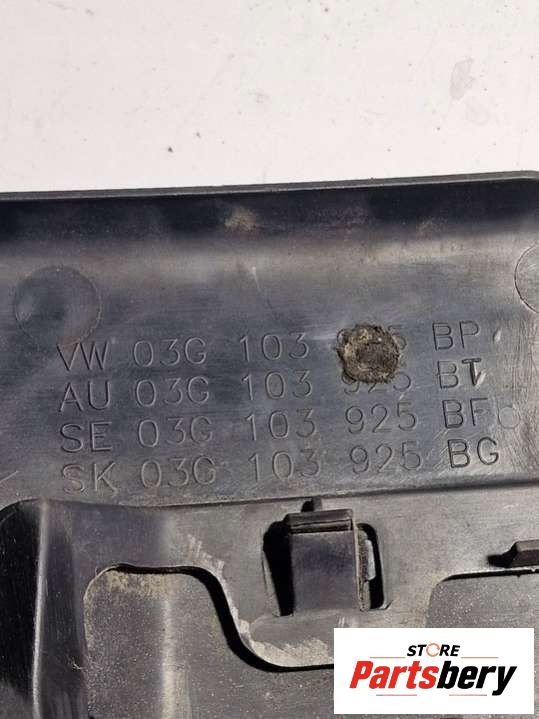 VW 03G 103 5 BP
AU 03G 103 925 BT
SE 03G 103 925 BF
SK 03G 103 925 BG
STORE
Partsbery